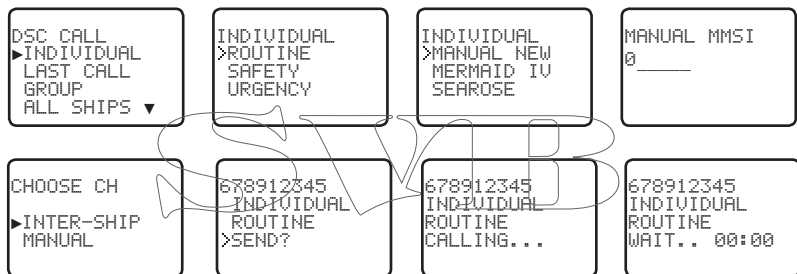 DSC CALL
►INDIVIDUAL
LAST CALL
GROUP
ALL SHIPS ▼
INDIVIDUAL
>ROUTINE
SAFETY
URGENCY
INDIVIDUAL
>MANUAL NEW
MERMAID IV
SEAROSE
MANUAL MMSI
0_____
CHOOSE CH
►INTER-SHIP
MANUAL
678912345
INDIVIDUAL
ROUTINE
>SEND?
678912345
INDIVIDUAL
ROUTINE
CALLING...
678912345
INDIVIDUAL
ROUTINE
WAIT.. 00:00
SVB